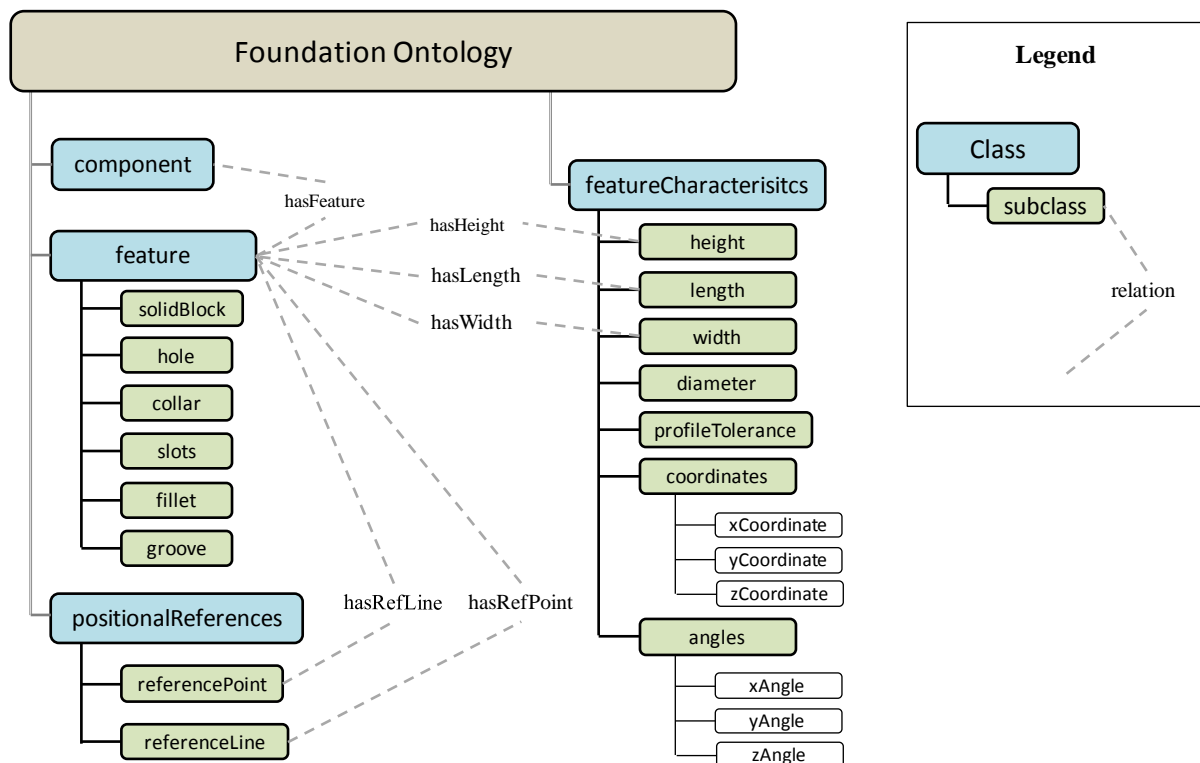 Foundation Ontology
component
hasFeature
feature
solidBlock
hole
collar
slots
fillet
groove
positionalReferences
referencePoint
referenceLine
hasHeight
hasLength
hasWidth
hasRefLine
hasRefPoint
featureCharacterisitcs
height
length
width
diameter
profileTolerance
coordinates
xCoordinate
yCoordinate
zCoordinate
angles
xAngle
yAngle
zAngle
Legend
Class
subclass
relation